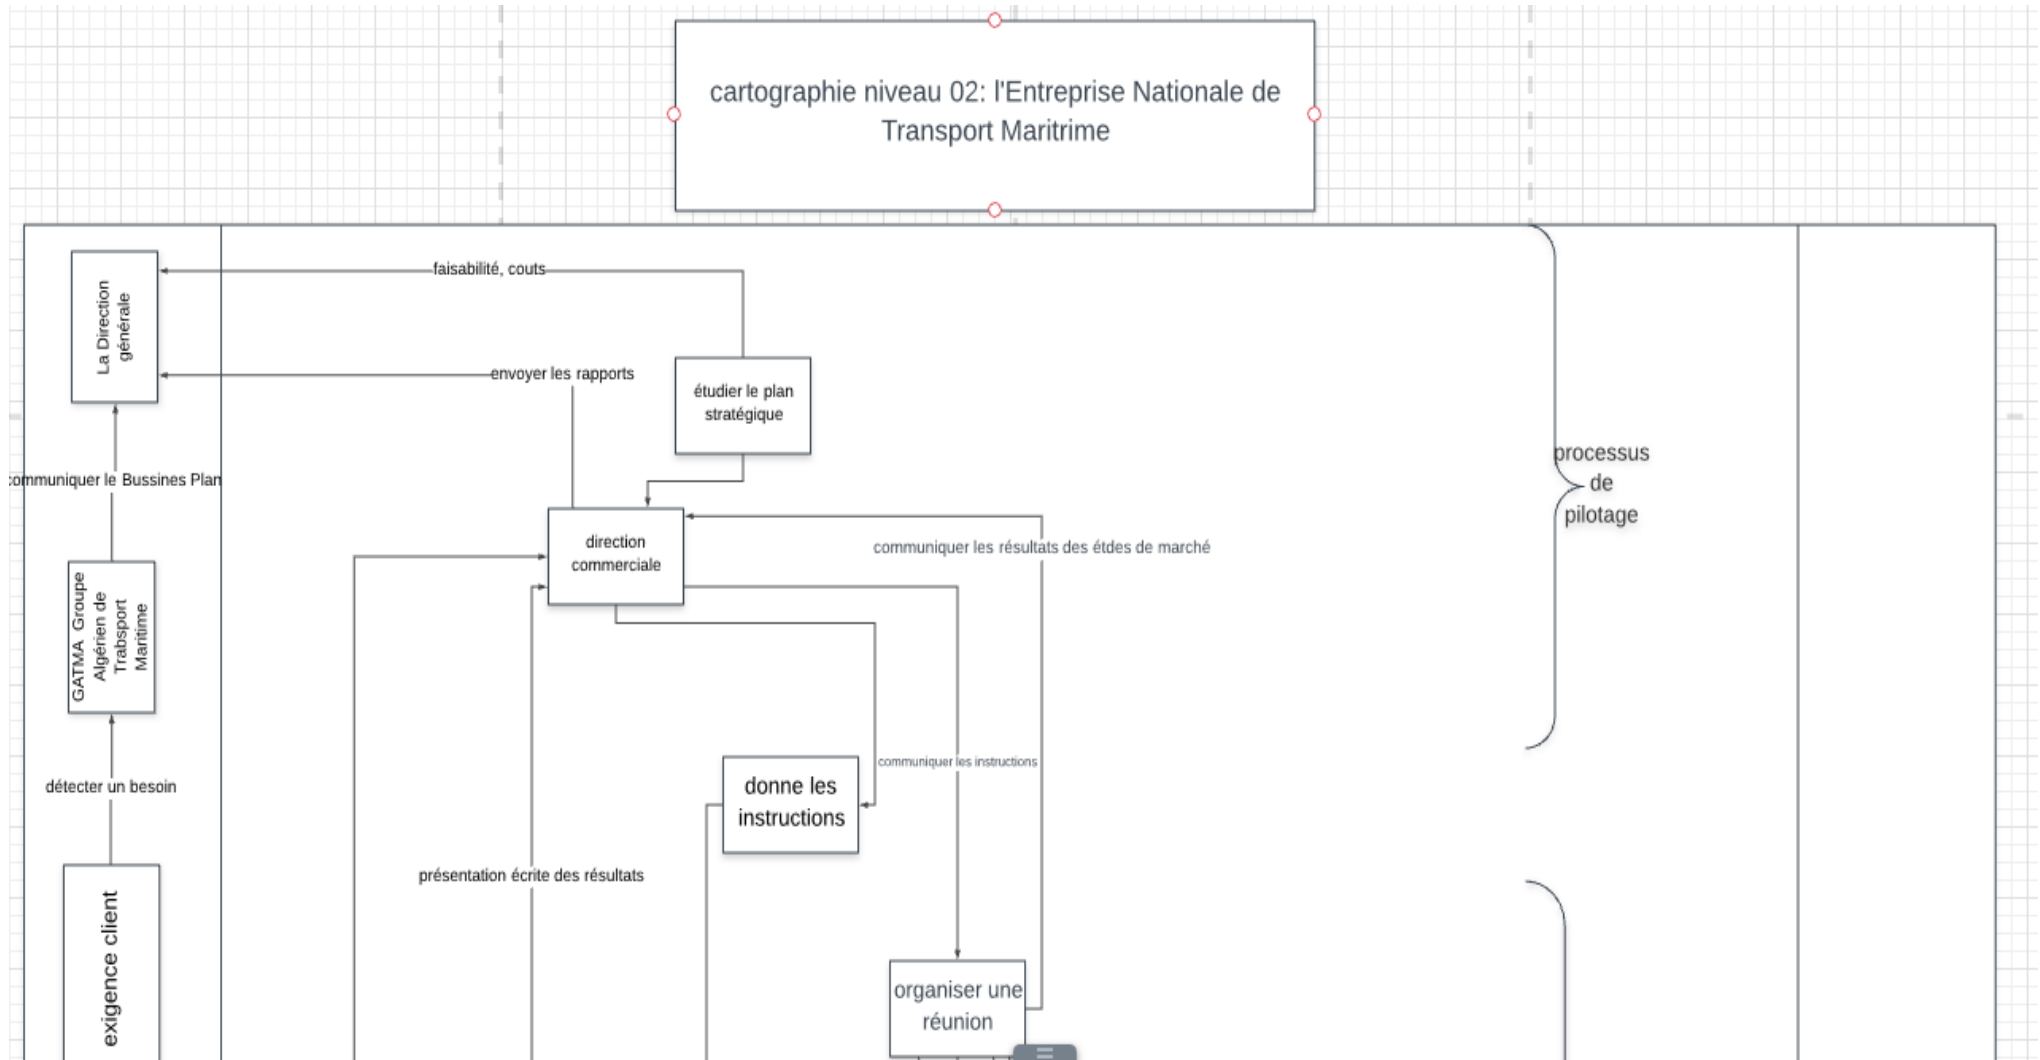 cartographie niveau 02: l'Entreprise Nationale de
Transport Maritrime
La Direction
générale
faisabilité, couts
envoyer les rapports
étudier le plan
stratégique
ommuniquer le Bussines Plan
processus
de
pilotage
direction
commerciale
communiquer les résultats des étdes de marché
GATMA Groupe
Algérien de
Trabsport
Maritime
communiquer les instructions
détecter un besoin
donne les
instructions
présentation écrite des résultats
exigence client
organiser une
réunion